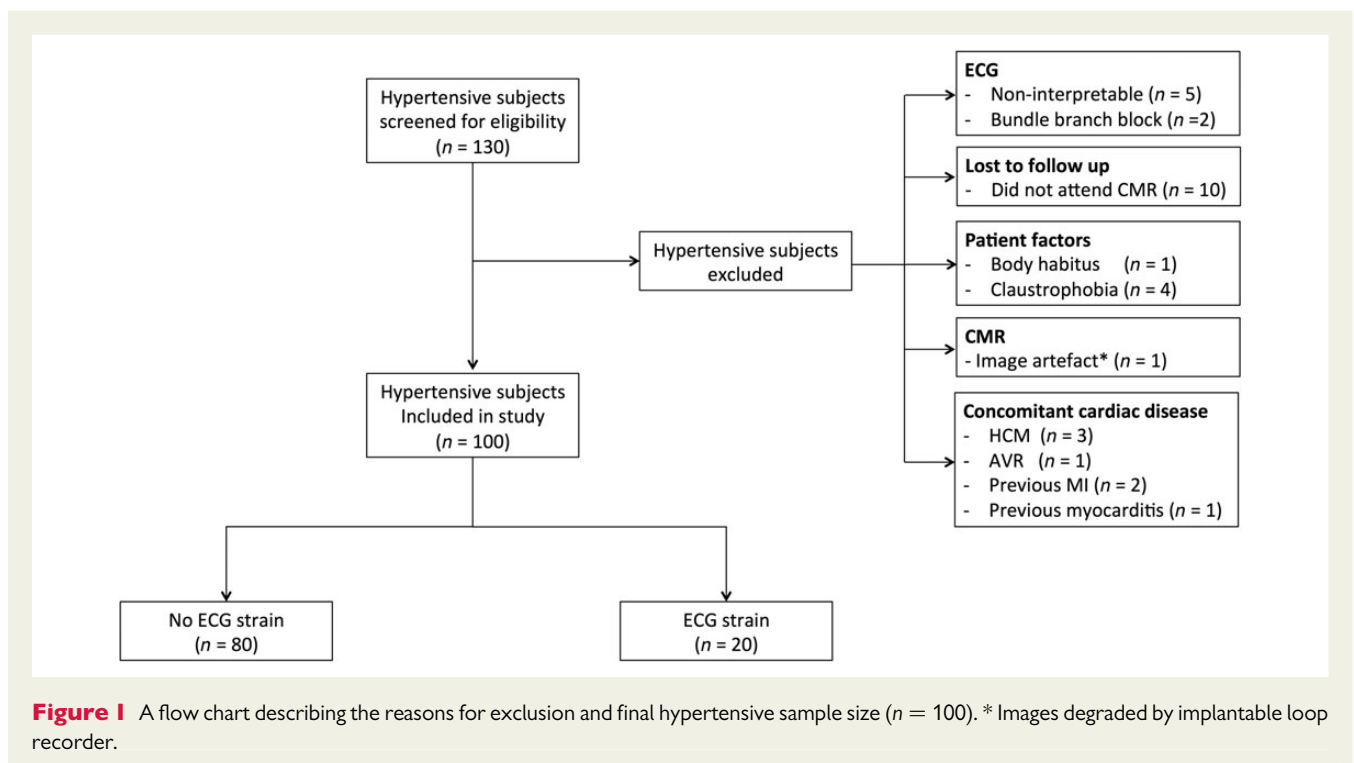 Hypertensive subjects
screened for eligibility
(n = 130)
Hypertensive subjects
excluded
ECG
- Non-interpretable (n = 5)
- Bundle branch block (n =2)
Lost to follow up
- Did not attend CMR (n = 10)
Patient factors
- Body habitus (n = 1)
- Claustrophobia (n = 4)
CMR
- Image artefact* (n = 1)
Concomitant cardiac disease
- HCM (n = 3)
- AVR (n = 1)
- Previous MI (n = 2)
- Previous myocarditis (n = 1)
Hypertensive subjects
Included in study
(n = 100)
No ECG strain
(n = 80)
ECG strain
(n = 20)
Figure 1 A flow chart describing the reasons for exclusion and final hypertensive sample size (n = 100). * Images degraded by implantable loop
recorder.